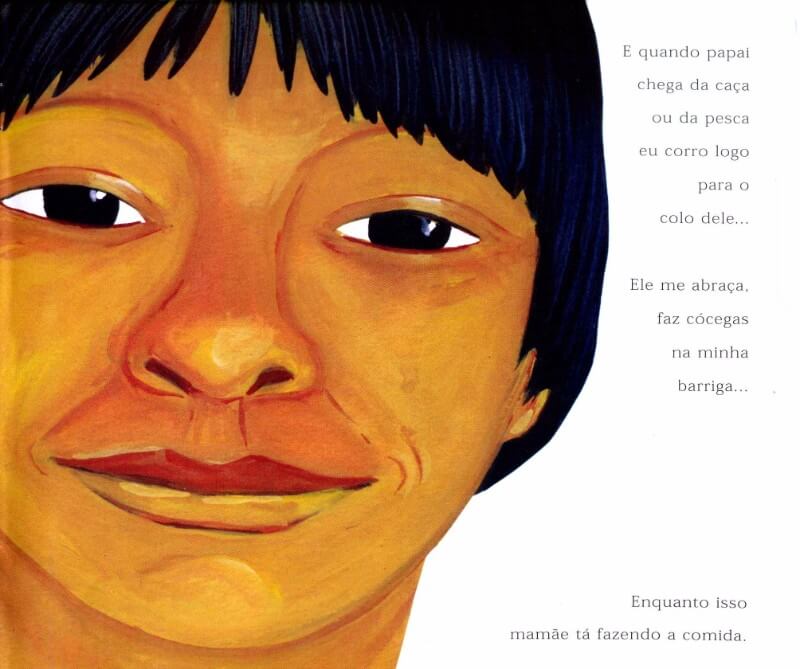 E quando papai
chega da caça
ou da pesca
eu corro logo
para o
colo dele...
Ele me abraça,
faz cócegas
na minha
barriga...
Enquanto isso
mamãe tá fazendo a comida.